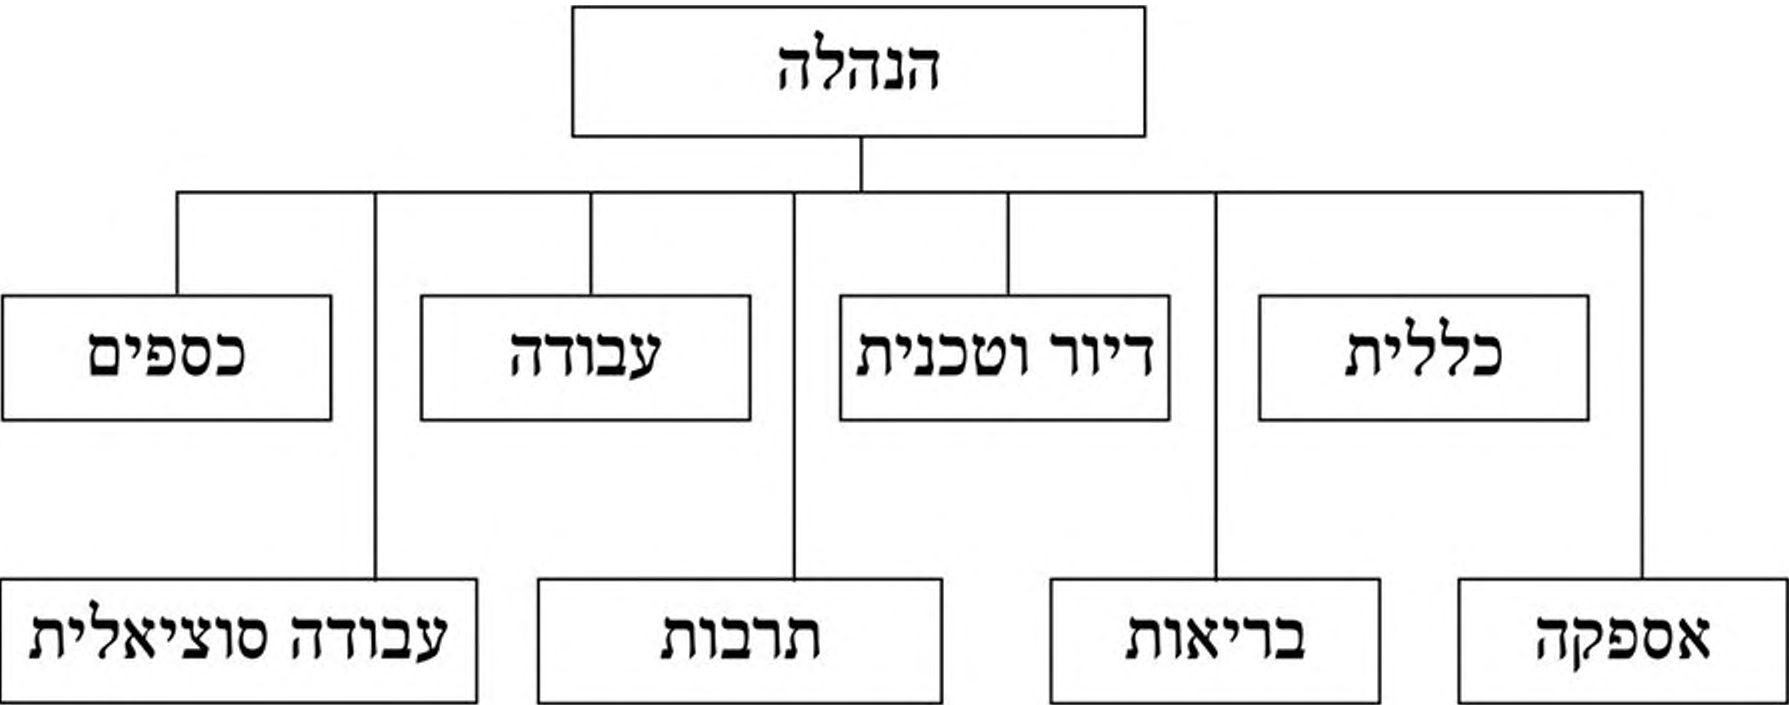 הנהלה
כללית
דיור וטכנית
עבודה
כספים
אספקה
בריאות
תרבות
עבודה סוציאלית